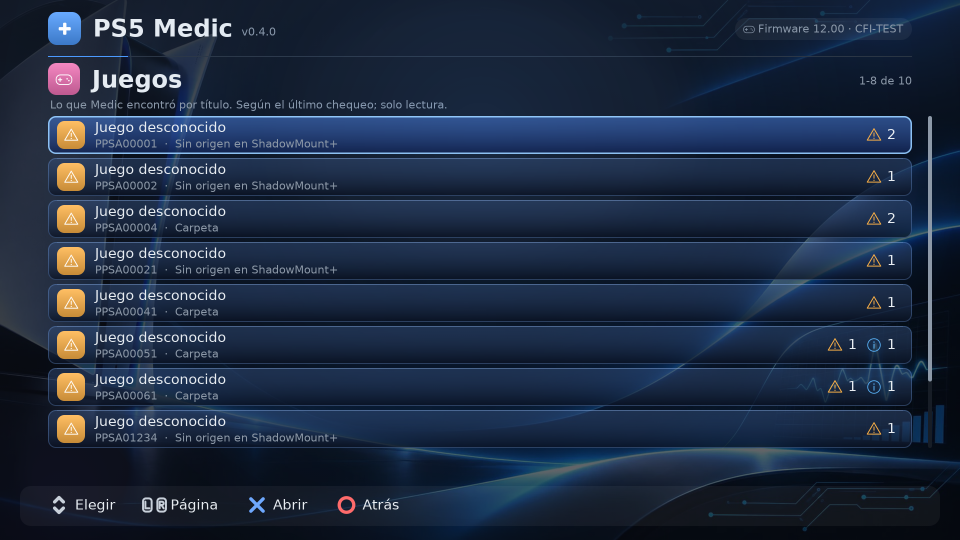 PS5 Medic v0.4.0
Firmware 12.00 · CFI-TEST
Juegos
1-8 de 10
Lo que Medic encontró por título. Según el último chequeo; solo lectura.
Juego desconocido
PPSA00001 · Sin origen en ShadowMount+
2
Juego desconocido
PPSA00002 · Sin origen en ShadowMount+
1
Juego desconocido
PPSA00004 · Carpeta
2
Juego desconocido
PPSA00021 · Sin origen en ShadowMount+
1
Juego desconocido
PPSA00041 · Carpeta
1
Juego desconocido
PPSA00051 · Carpeta
1 1
Juego desconocido
PPSA00061 · Carpeta
1 1
Juego desconocido
PPSA01234 · Sin origen en ShadowMount+
1
Elegir L R Página Abrir Atrás